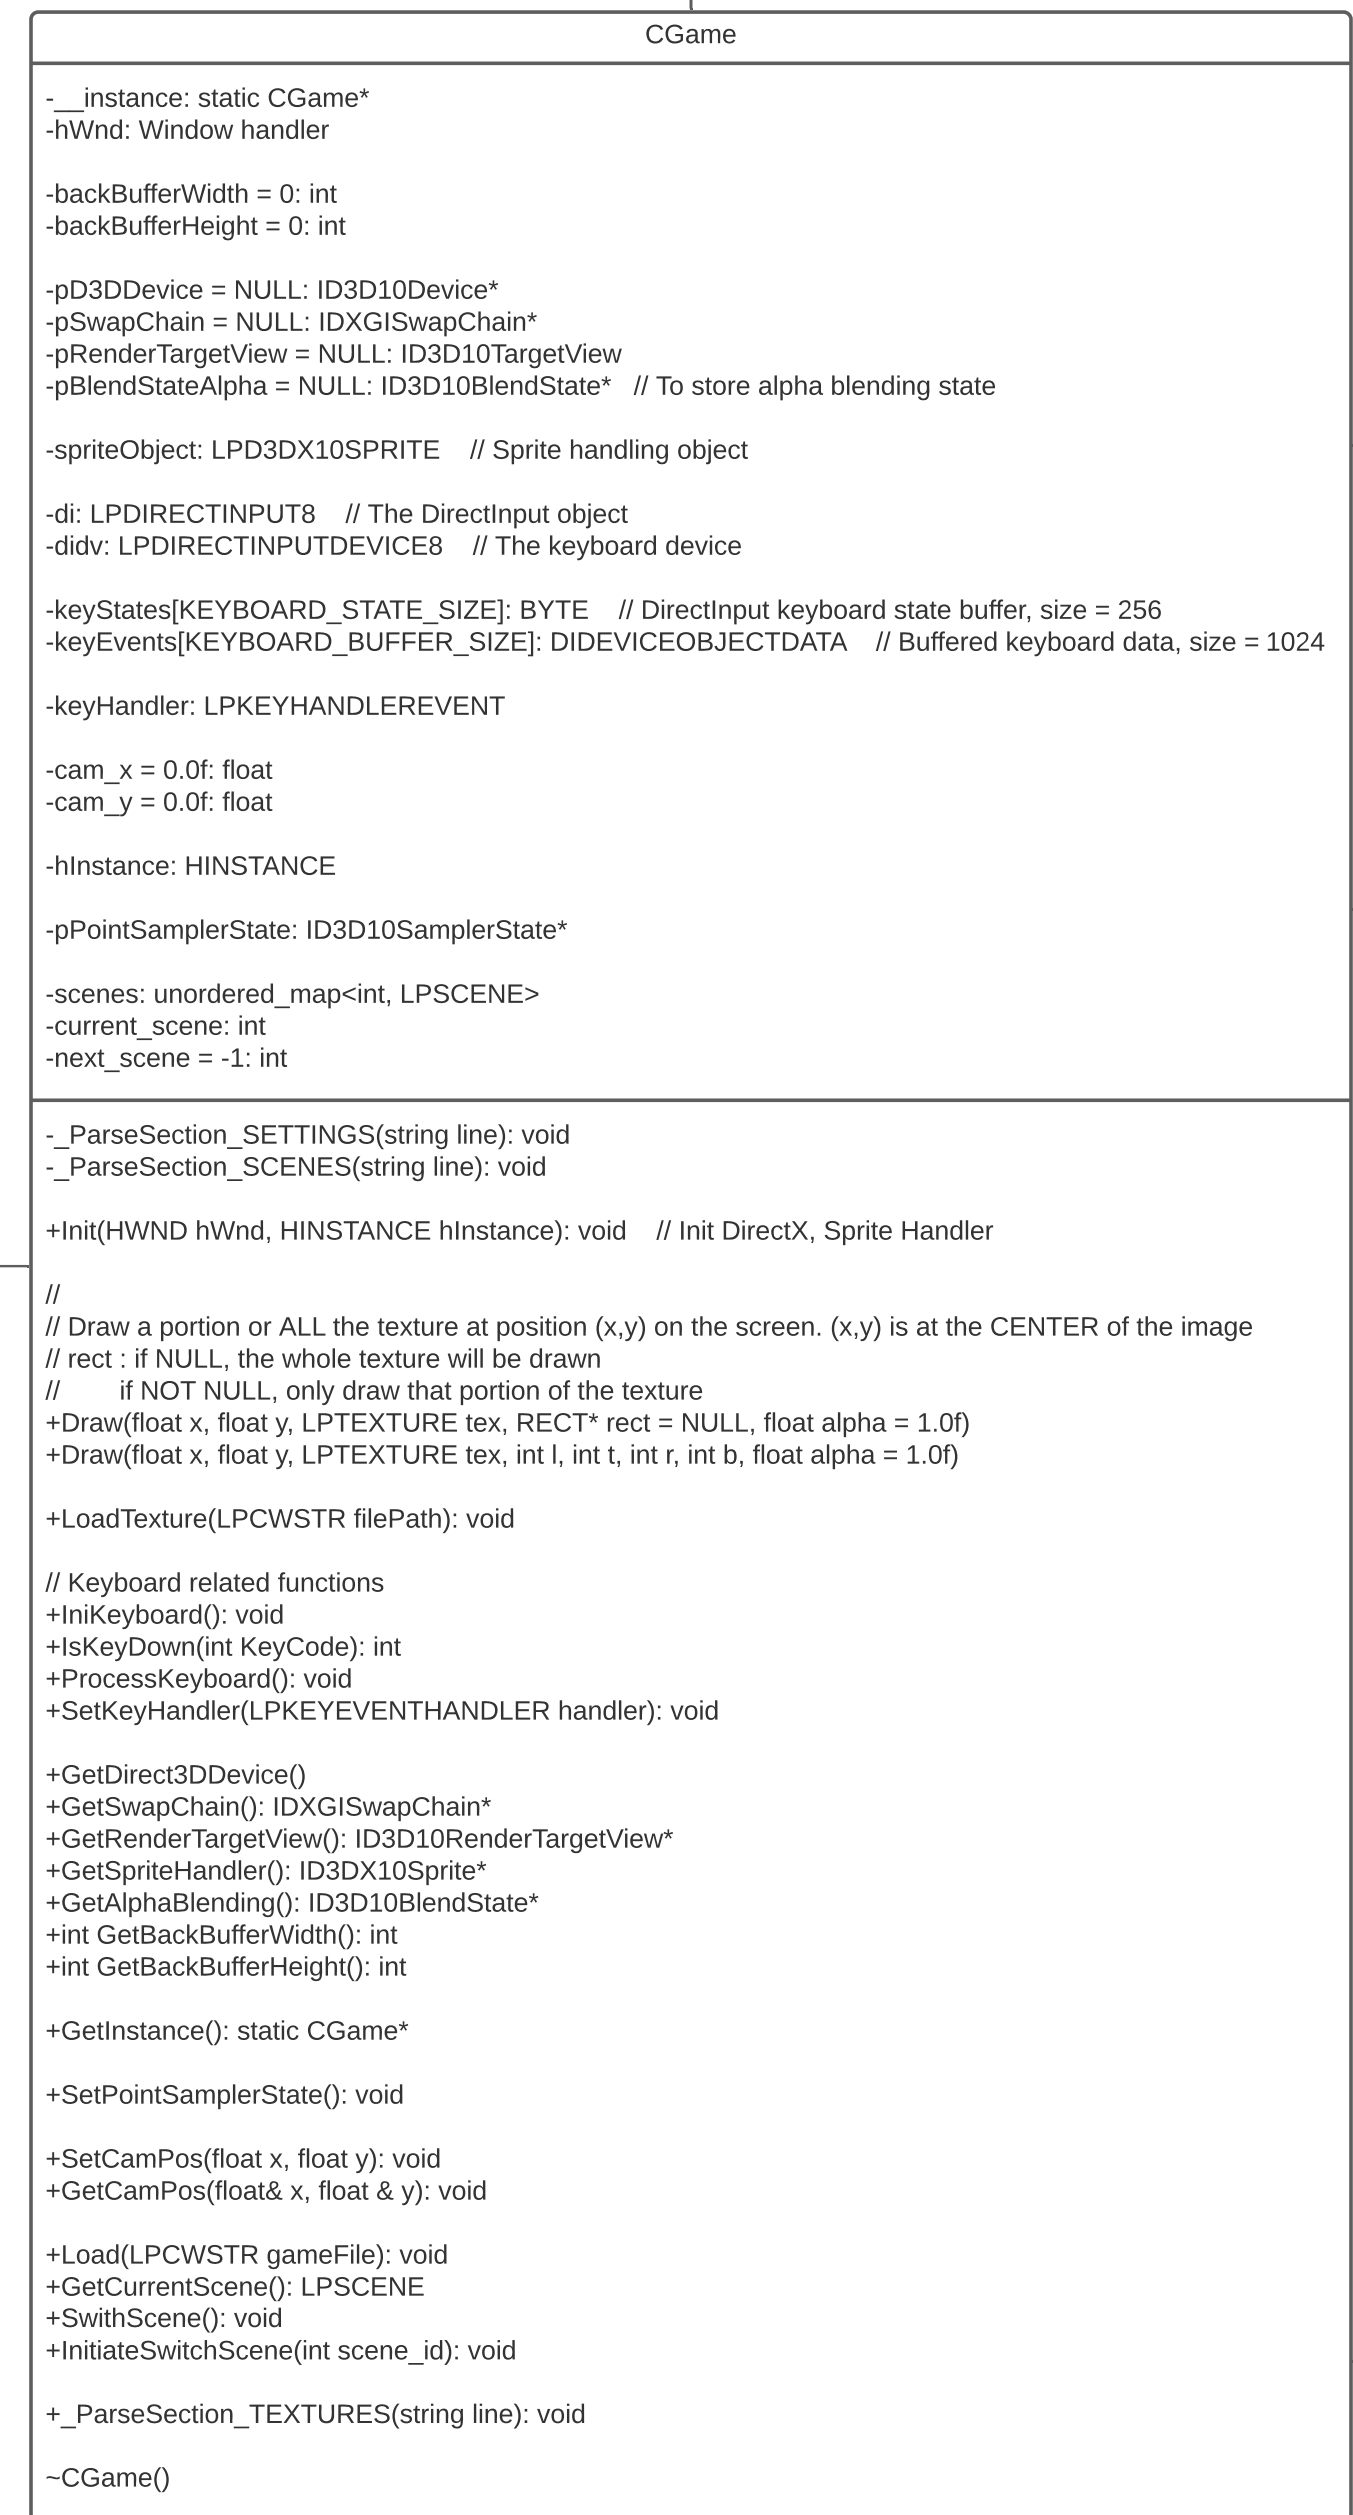 CGame
-__instance: static CGame*
-hWnd: Window handler
-backBufferWidth = 0: int
-backBufferHeight = 0: int
-pD3DDevice = NULL: ID3D10Device*
-pSwapChain = NULL: IDXGISwapChain*
-pRenderTargetView = NULL: ID3D10TargetView
-pBlendStateAlpha = NULL: ID3D10BlendState* // To store alpha blending state
-spriteObject: LPD3DX10SPRITE // Sprite handling object
-di: LPDIRECTINPUT8 // The DirectInput object
-didv: LPDIRECTINPUTDEVICE8 // The keyboard device
-keyStates[KEYBOARD_STATE_SIZE]: BYTE // DirectInput keyboard state buffer, size = 256
-keyEvents[KEYBOARD_BUFFER_SIZE]: DIDEVICEOBJECTDATA // Buffered keyboard data, size = 1024
-keyHandler: LPKEYHANDLEREVENT
-cam_x = 0.0f: float
-cam_y = 0.0f: float
-hInstance: HINSTANCE
-pPointSamplerState: ID3D10SamplerState*
-scenes: unordered_map<int, LPSCENE>
-current_scene: int
-next_scene = -1: int
-_ParseSection_SETTINGS(string line): void
-_ParseSection_SCENES(string line): void
+Init(HWND hWnd, HINSTANCE hInstance): void // Init DirectX, Sprite Handler
//
// Draw a portion or ALL the texture at position (x,y) on the screen. (x,y) is at the CENTER of the image
// rect : if NULL, the whole texture will be drawn
// if NOT NULL, only draw that portion of the texture
+Draw(float x, float y, LPTEXTURE tex, RECT* rect = NULL, float alpha = 1.0f)
+Draw(float x, float y, LPTEXTURE tex, int l, int t, int r, int b, float alpha = 1.0f)
+LoadTexture(LPCWSTR filePath): void
// Keyboard related functions
+IniKeyboard(): void
+IsKeyDown(int KeyCode): int
+ProcessKeyboard(): void
+SetKeyHandler(LPKEYEVENTHANDLER handler): void
+GetDirect3DDevice()
+GetSwapChain(): IDXGISwapChain*
+GetRenderTargetView(): ID3D10RenderTargetView*
+GetSpriteHandler(): ID3DX10Sprite*
+GetAlphaBlending(): ID3D10BlendState*
+int GetBackBufferWidth(): int
+int GetBackBufferHeight(): int
+GetInstance(): static CGame*
+SetPointSamplerState(): void
+SetCamPos(float x, float y): void
+GetCamPos(float& x, float & y): void
+Load(LPCWSTR gameFile): void
+GetCurrentScene(): LPSCENE
+SwithScene(): void
+InitiateSwitchScene(int scene_id): void
+_ParseSection_TEXTURES(string line): void
~CGame()